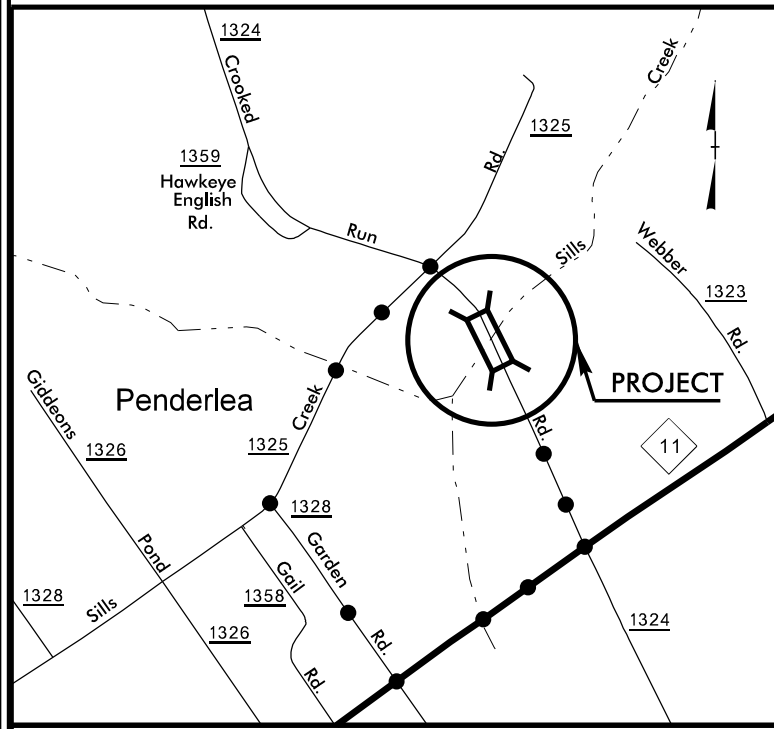 1324
Crooked
Creek
1325
Rd.
1359
Hawkeye
English
Rd.
Run
Sills
Webber
1323
Rd.
PROJECT
Giddeons
Penderlea
1326
Creek
1325
Rd.
11
1328
Pond
Garden
Gail
1328
Sills
1358
1326
Rd.
1324
Rd.